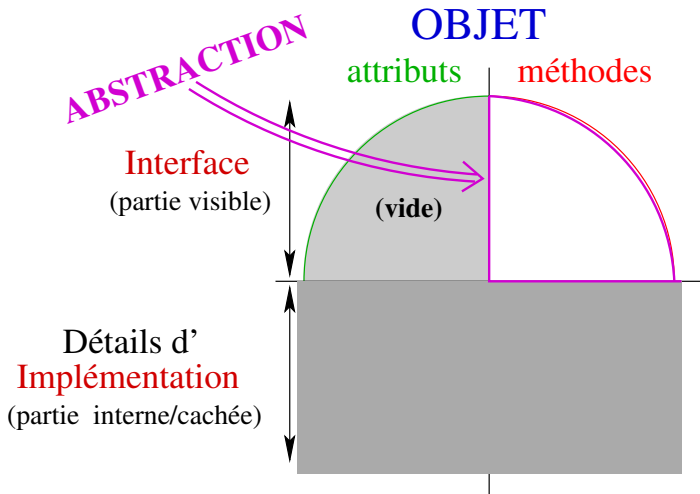 OBJET
ABSTRACTION
attributs
méthodes
Interface
(partie visible)
(vide)
Détails d’
Implémentation
(partie interne/cachée)